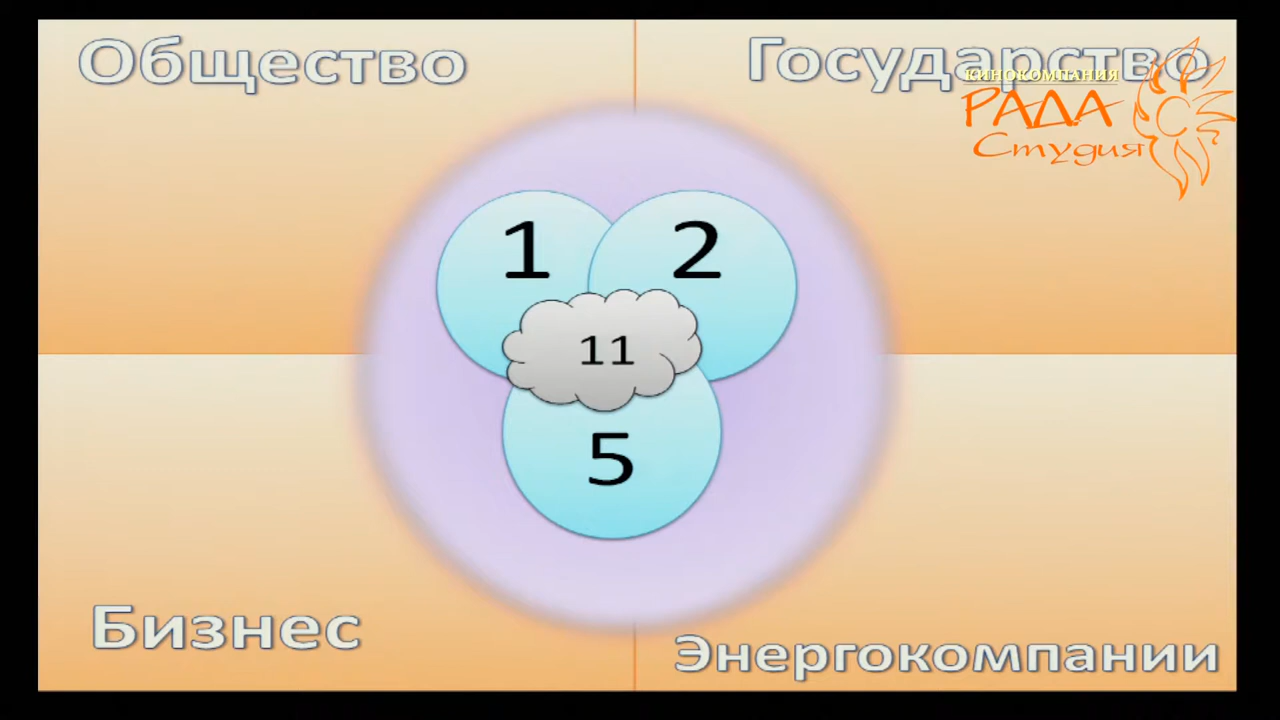 Общество
Государство
КИНОКОМПАНИЯ
РАДА
Студия
1
2
11
5
Бизнес
Энергокомпании